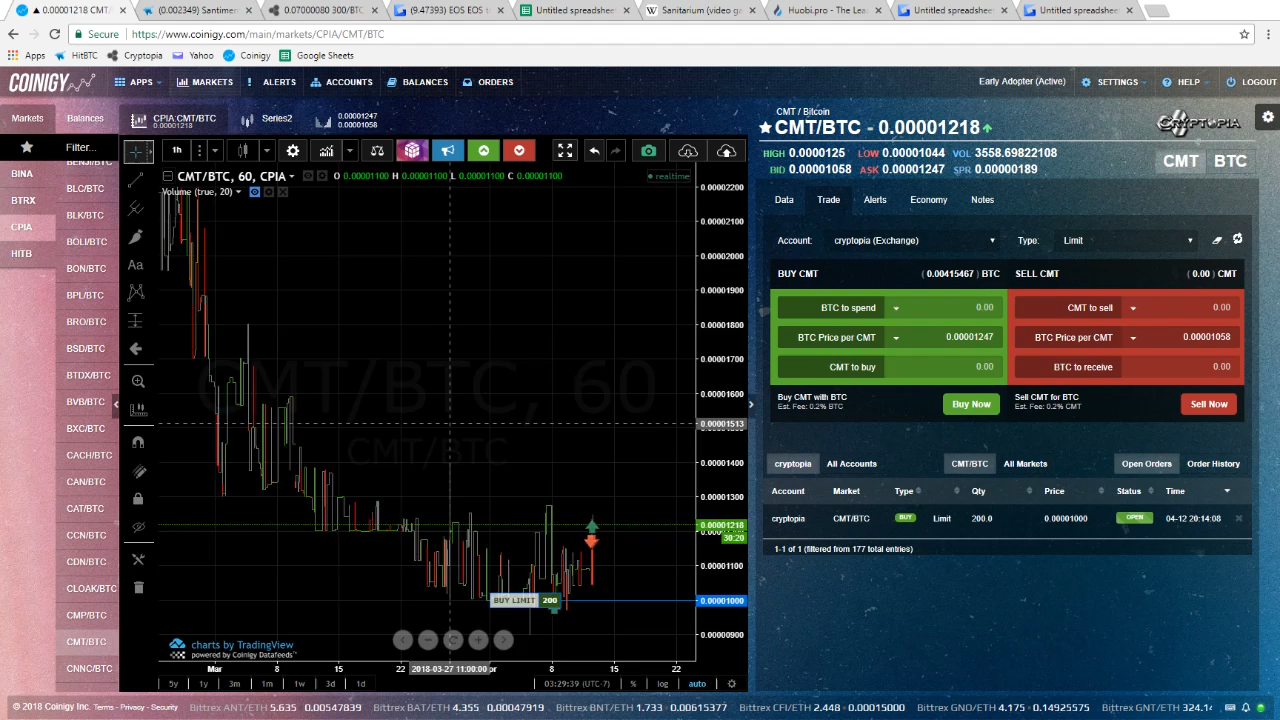 ▲ 0.00001218 CMT/B
(0.002349) Santimen
0.07000080 300/BTC
(9.47393) EOS EOS t
Untitled spreadshee
Sanitarium (video ga
Huobi.pro - The Lea
Untitled spreadshee
Untitled spreadshee
Secure
https://www.coinigy.com/main/markets/CPIA/CMT/BTC
Apps
HitBTC
Cryptopia
Yahoo
Coinigy
Google Sheets
COINIGY
APPS
MARKETS
ALERTS
ACCOUNTS
BALANCES
ORDERS
Early Adopter (Active)
SETTINGS
HELP
LOGOUT
Markets
Balances
CPIA:CMT/BTC
0.00001218
Series2
0.00001247
0.00001058
Filter...
BINA
BTRX
CPIA
HITB
BENJ/BTC
BLC/BTC
BLK/BTC
BOLI/BTC
BON/BTC
BPL/BTC
BRO/BTC
BSD/BTC
BTDX/BTC
BVB/BTC
BXC/BTC
CACH/BTC
CAN/BTC
CAT/BTC
CCN/BTC
CDN/BTC
CLOAK/BTC
CMP/BTC
CMT/BTC
CNNC/BTC
1h
CMT/BTC, 60, CPIA
O 0.00001100 H 0.00001100 L 0.00001100 C 0.00001100
realtime
Volume (true, 20)
Aa
CMT/BTC, 60
CMT/BTC
0.00002200
0.00002100
0.00002000
0.00001900
0.00001800
0.00001700
0.00001600
0.00001513
0.00001400
0.00001300
0.00001218
30:20
0.00001100
0.00001000
0.00000900
BUY LIMIT 200
charts by TradingView
powered by Coinigy Datafeeds™
Mar
8
15
22
2018-03-27 11:00:00
pr
8
15
22
5y
1y
3m
1m
1w
3d
1d
03:29:39 (UTC-7)
%
log
auto
CMT / Bitcoin
CMT/BTC - 0.00001218
CRYPTOPIA
HIGH 0.0000125 LOW 0.00001044 VOL 3558.69822108
BID 0.00001058 ASK 0.00001247 SPR 0.00000189
CMT
BTC
Data
Trade
Alerts
Economy
Notes
Account:
cryptopia (Exchange)
Type:
Limit
BUY CMT
( 0.00415467 ) BTC
SELL CMT
( 0.00 ) CMT
BTC to spend
0.00
CMT to sell
0.00
BTC Price per CMT
0.00001247
BTC Price per CMT
0.00001058
CMT to buy
0.00
BTC to receive
0.00
Buy CMT with BTC
Est. Fee: 0.2% BTC
Buy Now
Sell CMT for BTC
Est. Fee: 0.2% CMT
Sell Now
cryptopia
All Accounts
CMT/BTC
All Markets
Open Orders
Order History
Account
Market
Type
Qty
Price
Status
Time
cryptopia
CMT/BTC
BUY
Limit
200.0
0.00001000
OPEN
04-12 20:14:08
1-1 of 1 (filtered from 177 total entries)
© 2018 Coinigy Inc. Terms - Privacy - Security
Bittrex ANT/ETH 5.635 0.00547839
Bittrex BAT/ETH 4.355 0.00047919
Bittrex BNT/ETH 1.733 0.00615377
Bittrex CFI/ETH 2.448 0.00015000
Bittrex GNO/ETH 4.175 0.14925575
Bittrex GNT/ETH 324.14